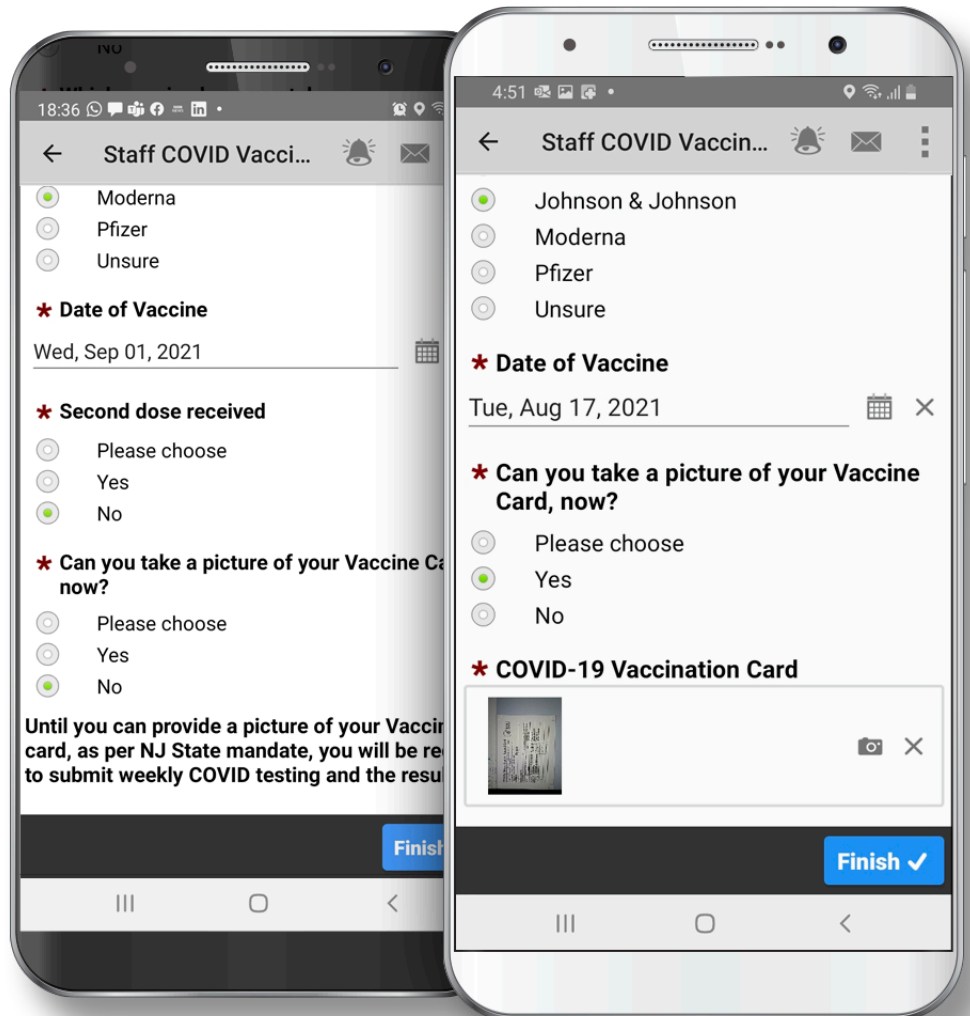 No
18:36
Staff COVID Vacci...
Moderna
Pfizer
Unsure
* Date of Vaccine
Wed, Sep 01, 2021
* Second dose received
Please choose
Yes
No
* Can you take a picture of your Vaccine
now?
Please choose
Yes
No
Until you can provide a picture of your
card, as per NJ State mandate, you will be
to submit weekly COVID testing and the
Finish
4:51
Staff COVID Vaccin...
Johnson & Johnson
Moderna
Pfizer
Unsure
* Date of Vaccine
Tue, Aug 17, 2021
* Can you take a picture of your Vaccine
Card, now?
Please choose
Yes
No
* COVID-19 Vaccination Card
Finish